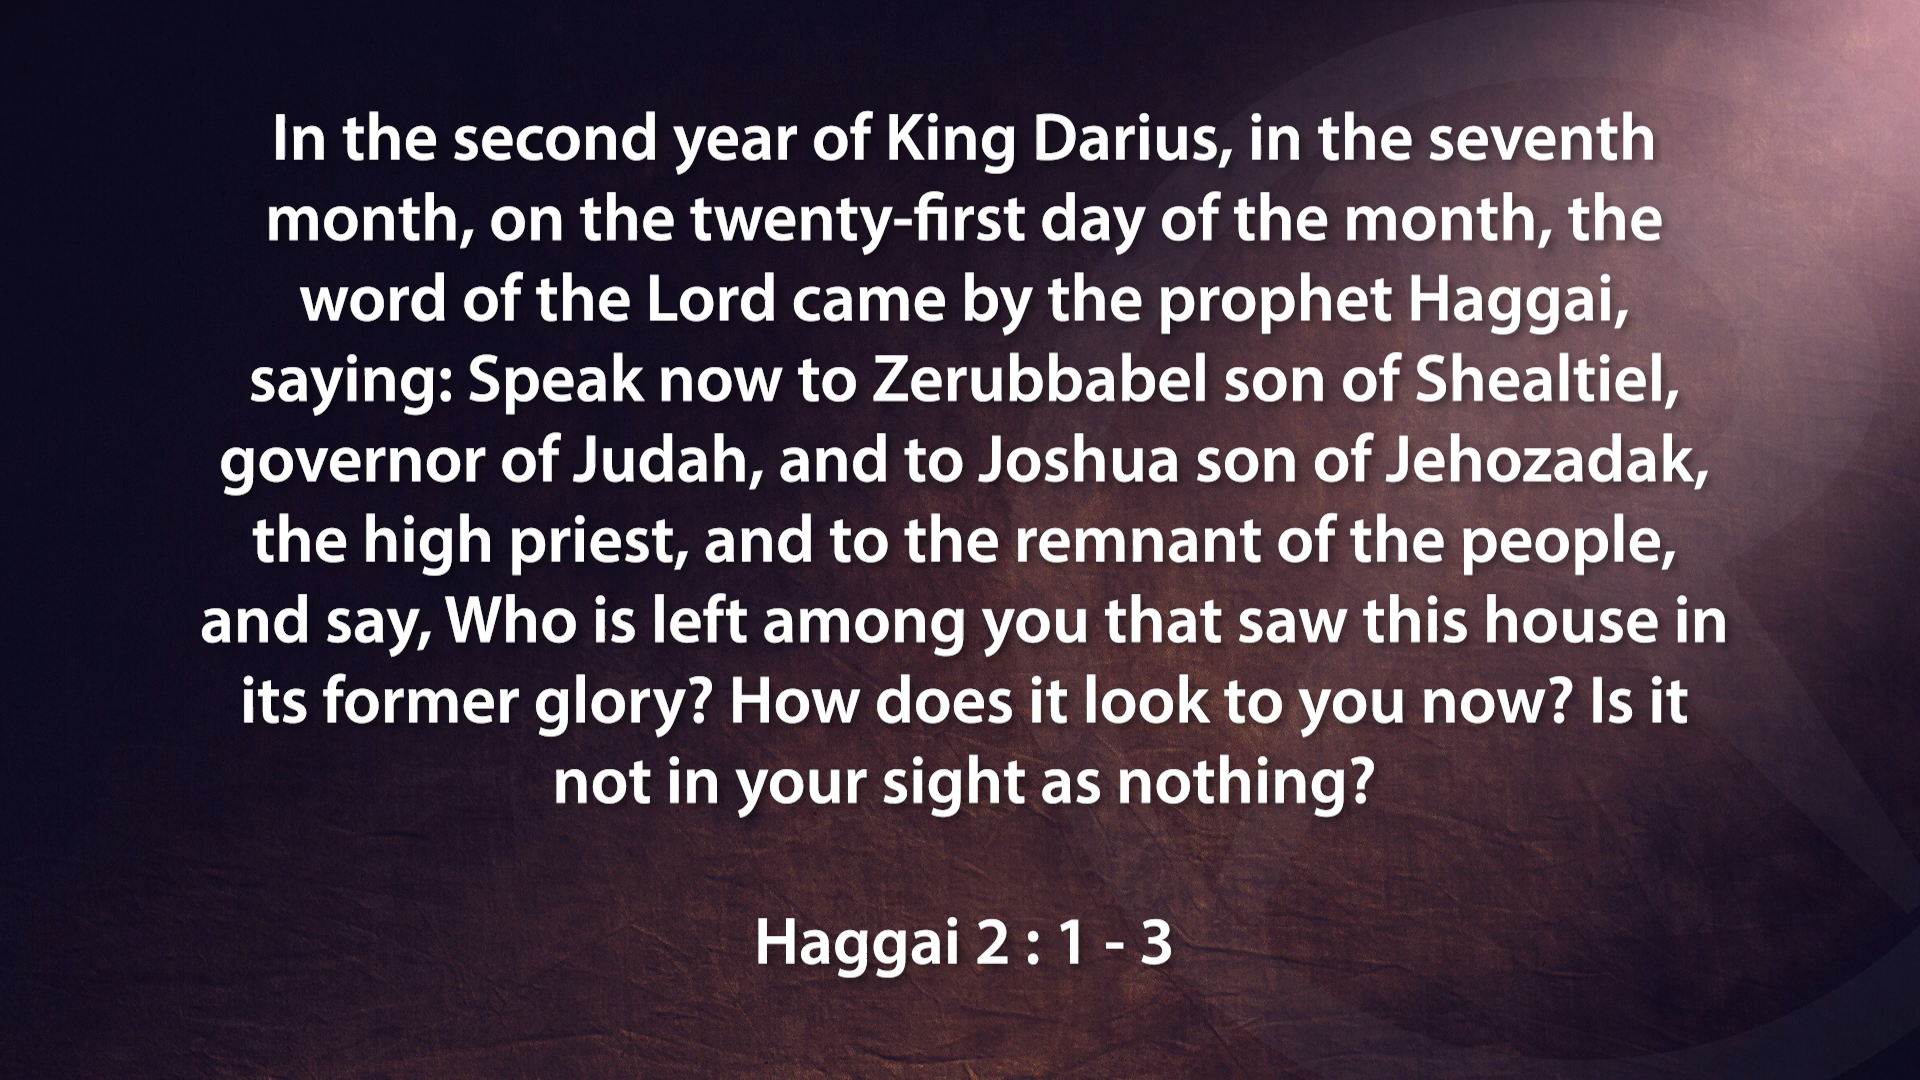 In the second year of King Darius, in the seventh
month, on the twenty-first day of the month, the
word of the Lord came by the prophet Haggai,
saying: Speak now to Zerubbabel son of Shealtiel,
governor of Judah, and to Joshua son of Jehozadak,
the high priest, and to the remnant of the people,
and say, Who is left among you that saw this house in
its former glory? How does it look to you now? Is it
not in your sight as nothing?
Haggai 2 : 1 - 3